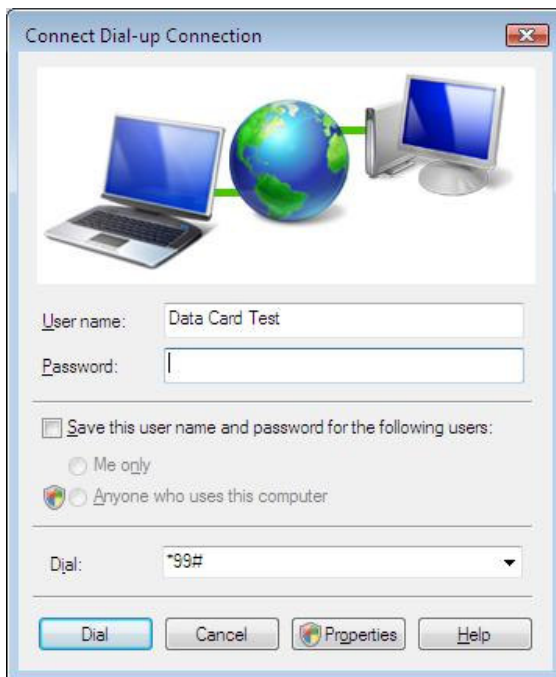 Connect Dial-up Connection
User name: Data Card Test
Password:
Save this user name and password for the following users:
Me only
Anyone who uses this computer
Dial: *99#
Dial Cancel Properties Help